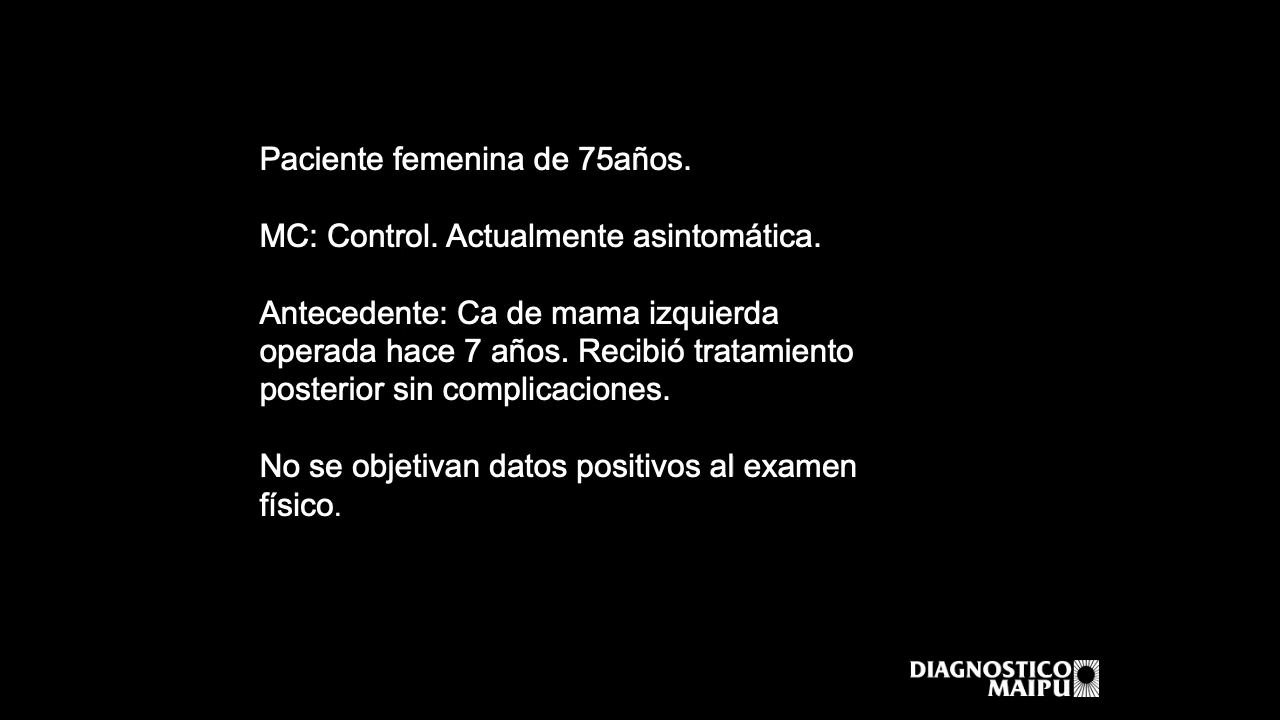 Paciente femenina de 75años.
MC: Control. Actualmente asintomática.
Antecedente: Ca de mama izquierda
operada hace 7 años. Recibió tratamiento
posterior sin complicaciones.
No se objetivan datos positivos al examen
físico.
DIAGNOSTICO
MAIPU